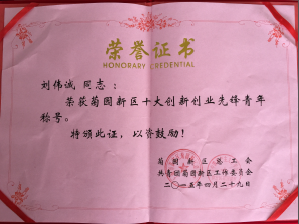 荣誉证书
HONORARY CREDENTIAL
刘伟诚 同志：
荣获菊园新区十大创新创业先锋青年
称号。
特颁此证，以资鼓励！
菊园新区总工会
共青团菊园新区工作委员会
二〇一五年四月二十九日